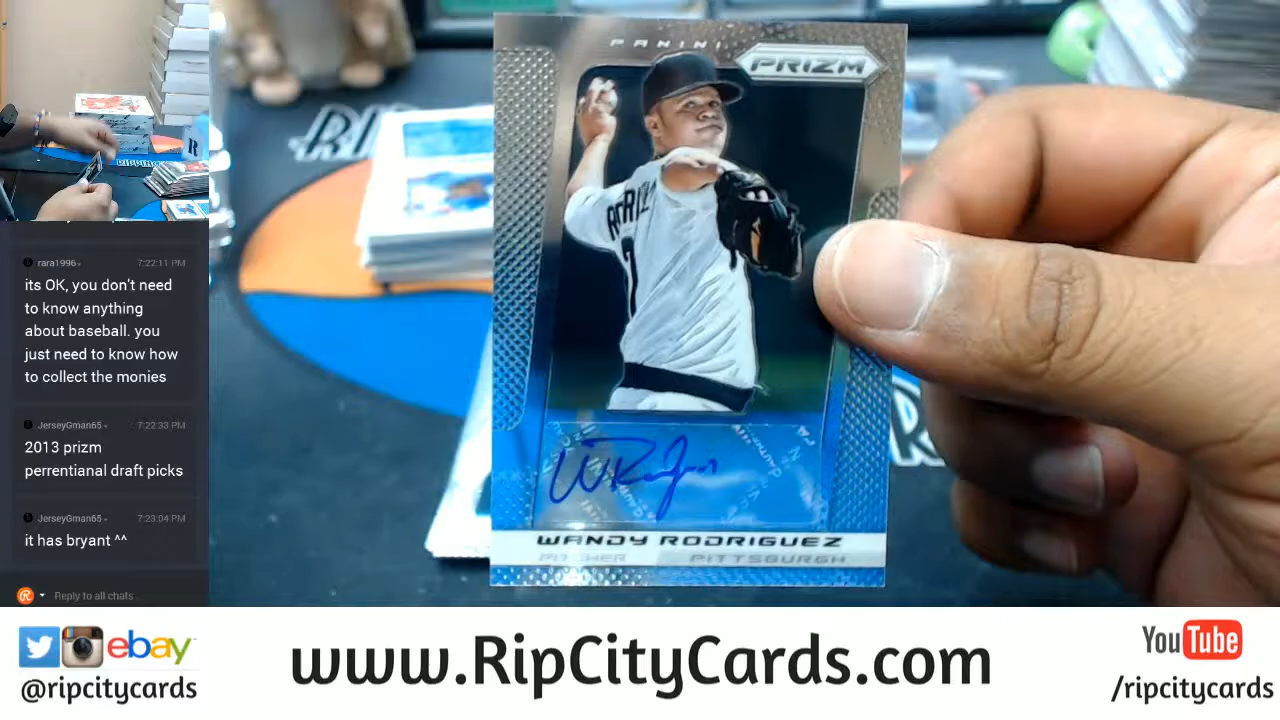 rara1996
7:22:11 PM
its OK, you don't need
to know anything
about baseball. you
just need to know how
to collect the monies
JerseyGman65
7:22:33 PM
2013 prizm
perrentianal draft picks
JerseyGman65
7:23:04 PM
it has bryant ^^
Reply to all chats
PANINI
PRIZM
WANDY RODRIGUEZ
PITCHER
PITTSBURGH
ebay
@ripcitycards
www.RipCityCards.com
YouTube
/ripcitycards